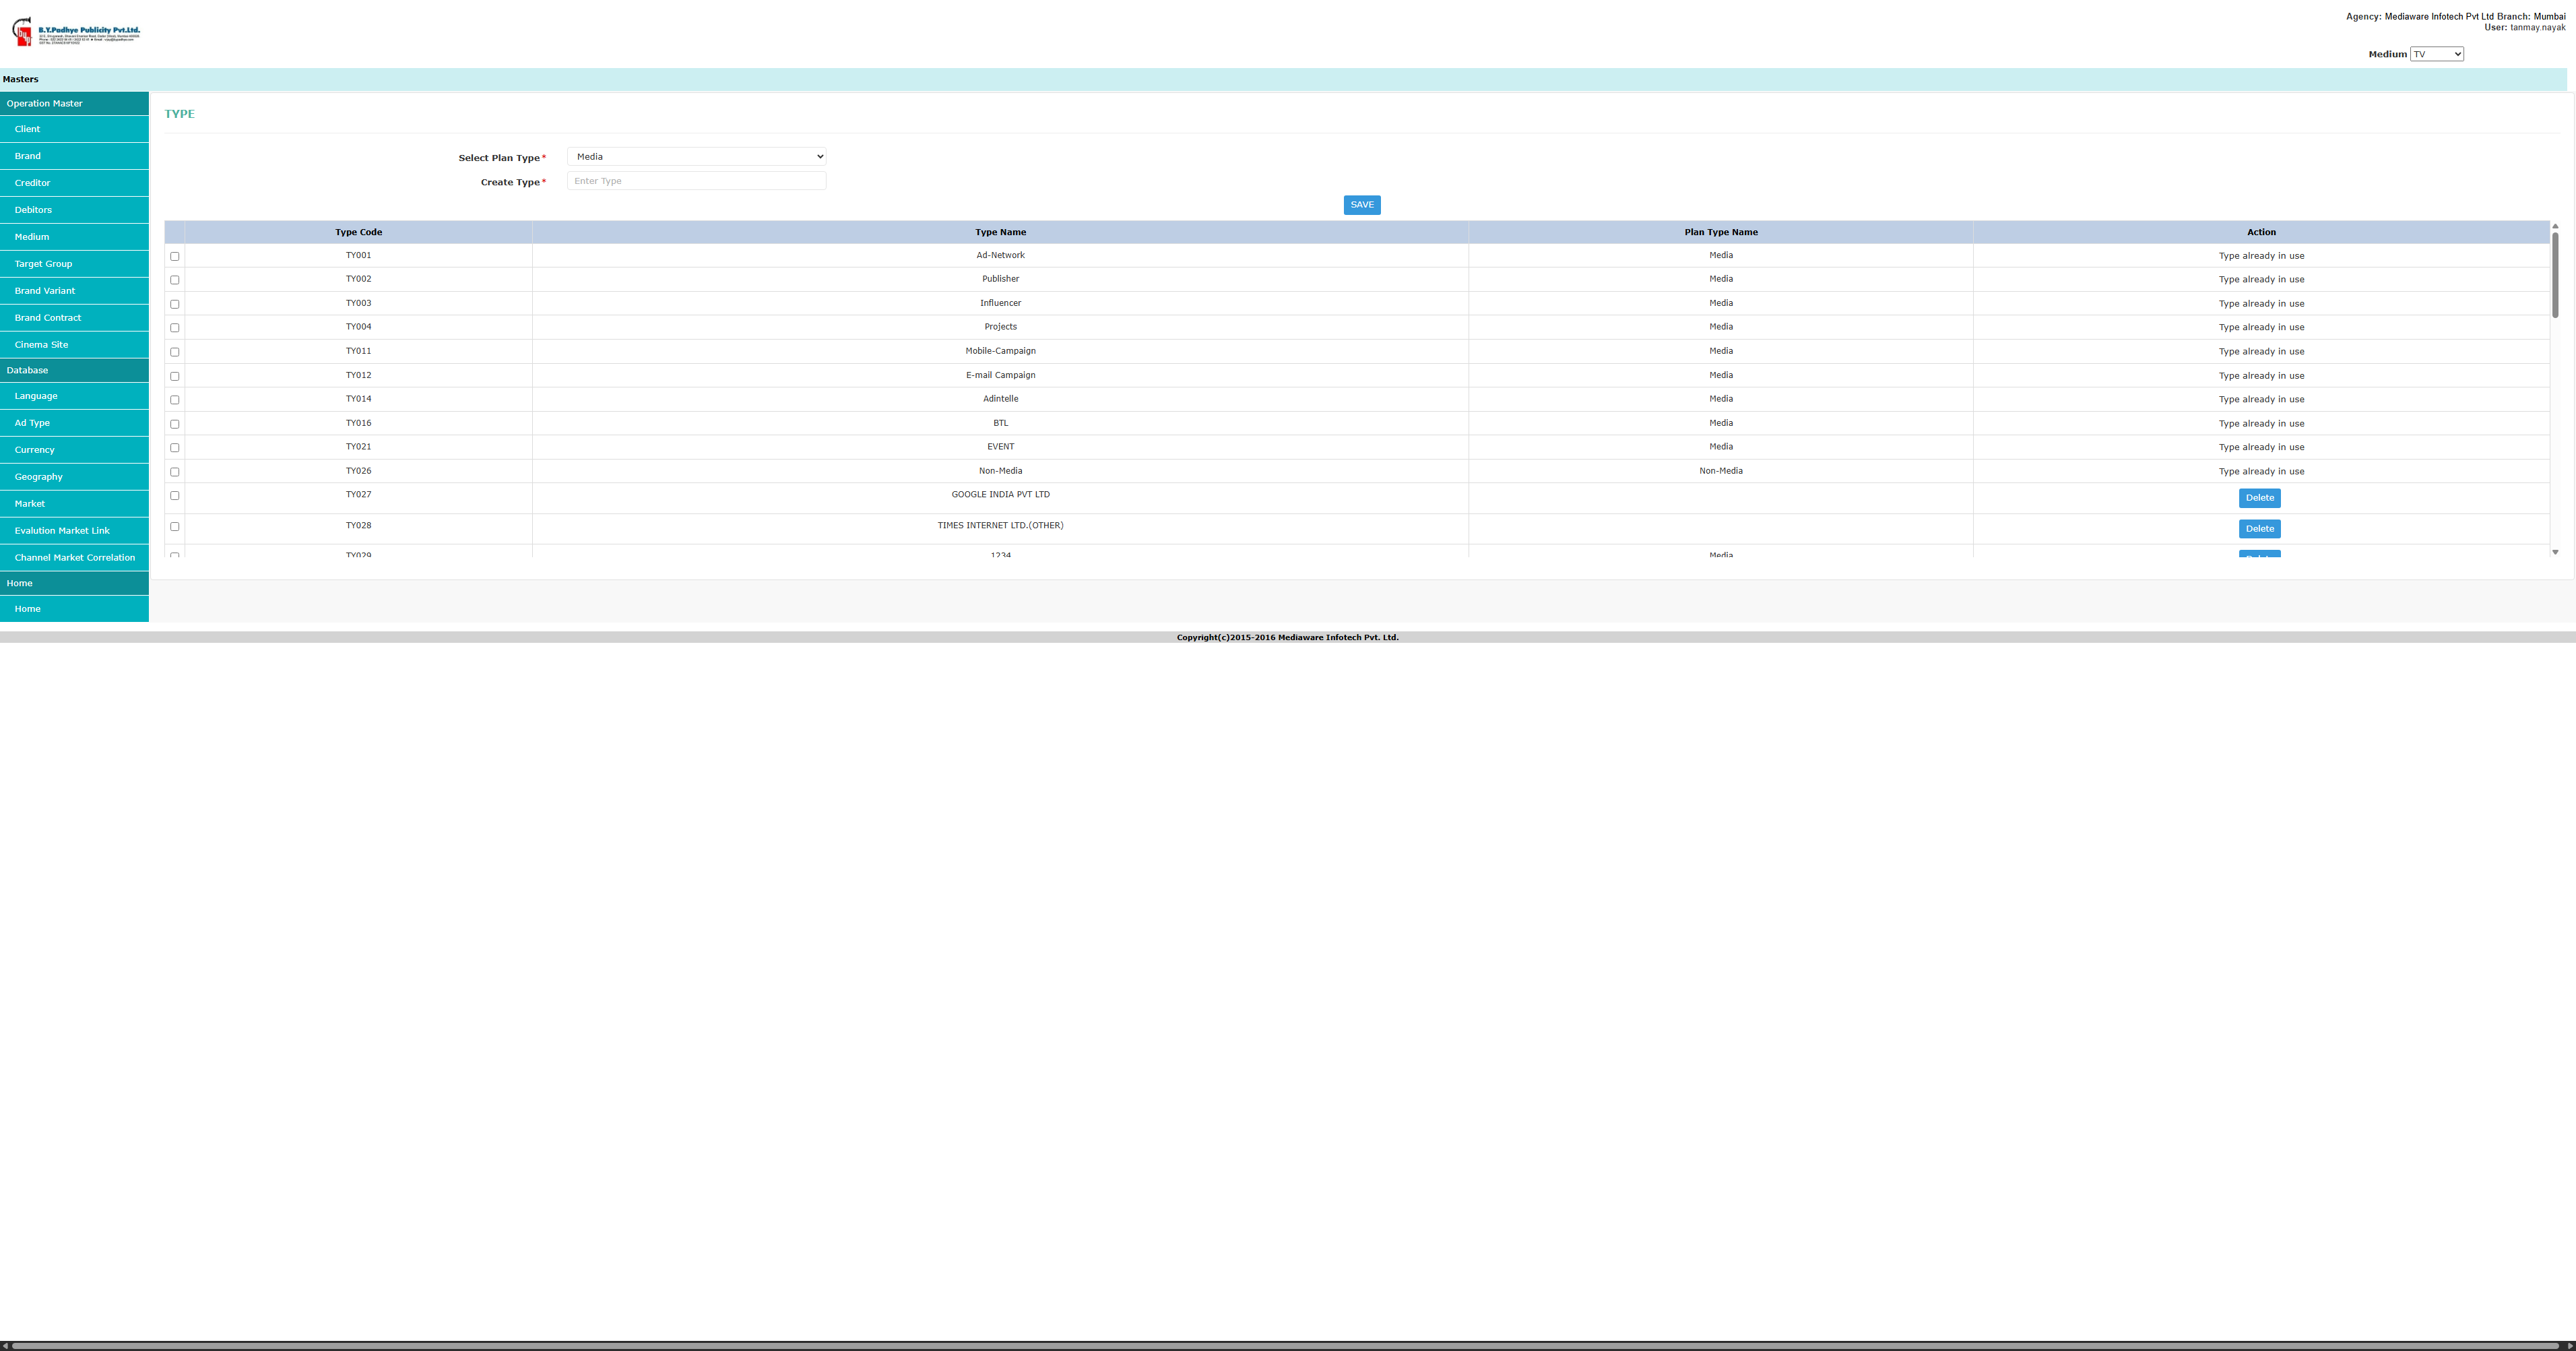 B.Y.Padhye Publicity Pvt.Ltd.
Agency: Mediaware Infotech Pvt Ltd Branch: Mumbai
User: tanmay.nayak
Medium TV
Masters
Operation Master
Client
Brand
Creditor
Debitors
Medium
Target Group
Brand Variant
Brand Contract
Cinema Site
Database
Language
Ad Type
Currency
Geography
Market
Evalution Market Link
Channel Market Correlation
Home
Home
TYPE
Select Plan Type* Media
Create Type* Enter Type
SAVE
Type Code Type Name Plan Type Name Action
TY001 Ad-Network Media Type already in use
TY002 Publisher Media Type already in use
TY003 Influencer Media Type already in use
TY004 Projects Media Type already in use
TY011 Mobile-Campaign Media Type already in use
TY012 E-mail Campaign Media Type already in use
TY014 Adintelle Media Type already in use
TY016 BTL Media Type already in use
TY021 EVENT Media Type already in use
TY026 Non-Media Non-Media Type already in use
TY027 GOOGLE INDIA PVT LTD Delete
TY028 TIMES INTERNET LTD.(OTHER) Delete
TY029 1234 Media
Copyright(c)2015-2016 Mediaware Infotech Pvt. Ltd.